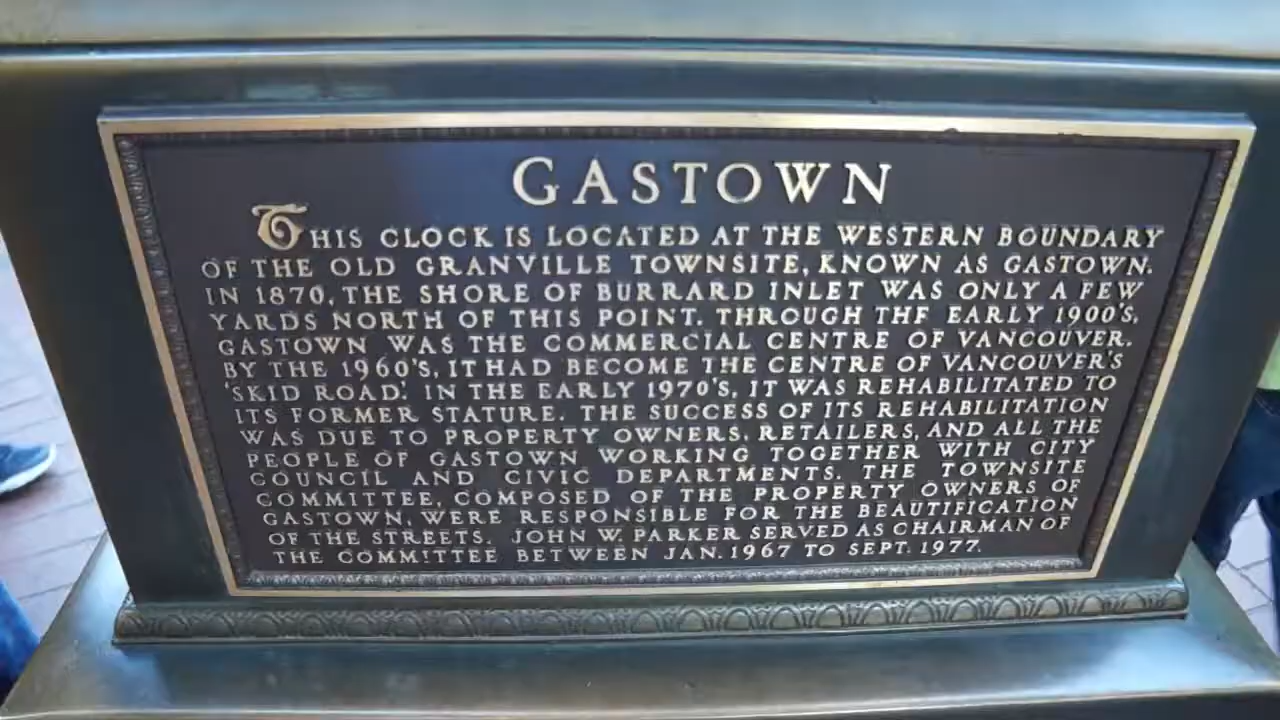 GASTOWN
THIS CLOCK IS LOCATED AT THE WESTERN BOUNDARY
OF THE OLD GRANVILLE TOWNSITE, KNOWN AS GASTOWN.
IN 1870, THE SHORE OF BURRARD INLET WAS ONLY A FEW
YARDS NORTH OF THIS POINT. THROUGH THE EARLY 1900'S,
GASTOWN WAS THE COMMERCIAL CENTRE OF VANCOUVER.
BY THE 1960'S, IT HAD BECOME THE CENTRE OF VANCOUVER'S
'SKID ROAD'. IN THE EARLY 1970'S, IT WAS REHABILITATED TO
ITS FORMER STATURE. THE SUCCESS OF ITS REHABILITATION
WAS DUE TO PROPERTY OWNERS, RETAILERS, AND ALL THE
PEOPLE OF GASTOWN WORKING TOGETHER WITH CITY
COUNCIL AND CIVIC DEPARTMENTS. THE TOWNSITE
COMMITTEE, COMPOSED OF THE PROPERTY OWNERS OF
GASTOWN, WERE RESPONSIBLE FOR THE BEAUTIFICATION
OF THE STREETS. JOHN W. PARKER SERVED AS CHAIRMAN OF
THE COMMITTEE BETWEEN JAN. 1967 TO SEPT. 1977.